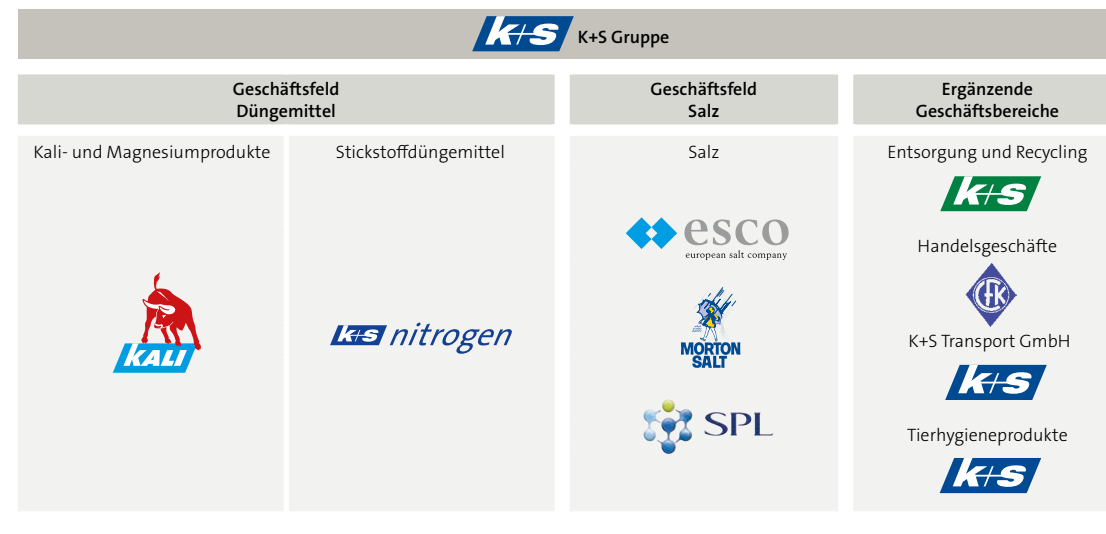 K+S K+S Gruppe
Geschäftsfeld
Düngemittel
Kali- und Magnesiumprodukte
KALI
Stickstoffdüngemittel
K+S nitrogen
Geschäftsfeld
Salz
Salz
esco
european salt company
MORTON
SALT
SPL
Ergänzende
Geschäftsbereiche
Entsorgung und Recycling
K+S
Handelsgeschäfte
CFK
K+S Transport GmbH
K+S
Tierhygieneprodukte
K+S